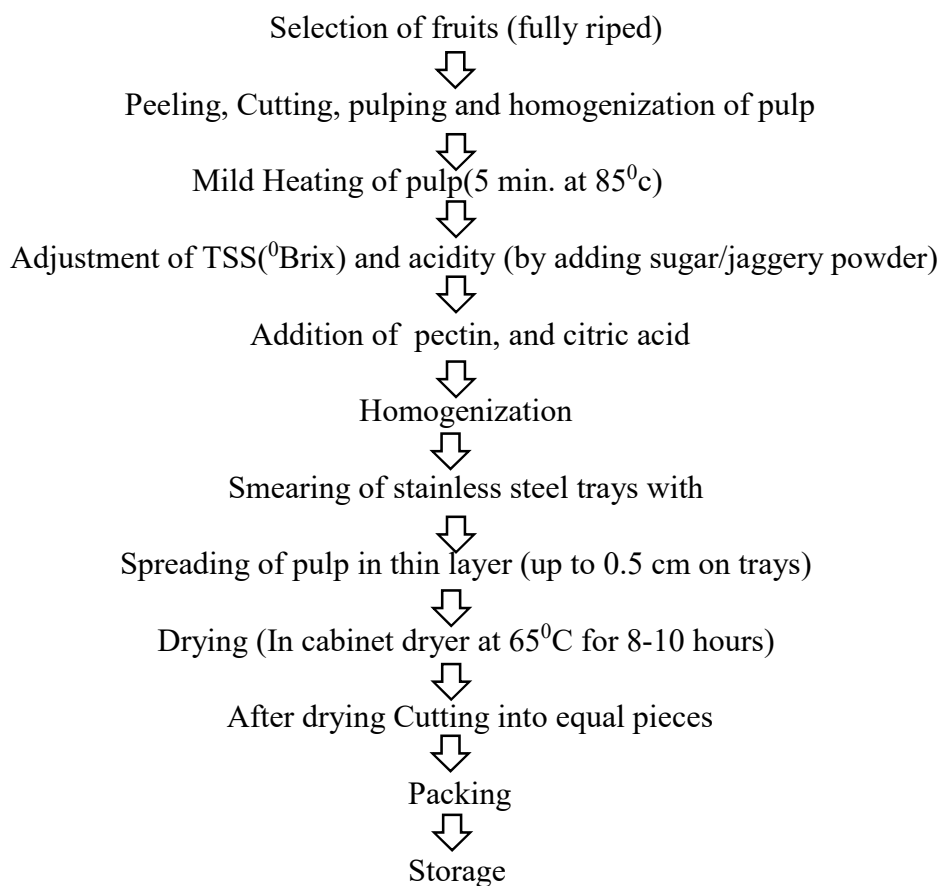 Selection of fruits (fully riped)
Peeling, Cutting, pulping and homogenization of pulp
Mild Heating of pulp(5 min. at 85⁰c)
Adjustment of TSS(⁰Brix) and acidity (by adding sugar/jaggery powder)
Addition of  pectin, and citric acid
Homogenization
Smearing of stainless steel trays with
Spreading of pulp in thin layer (up to 0.5 cm on trays)
Drying (In cabinet dryer at 65⁰C for 8-10 hours)
After drying Cutting into equal pieces
Packing
Storage